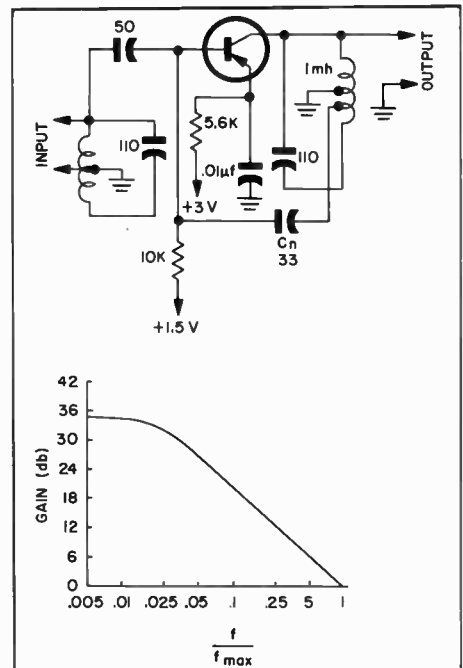 50
1mh
OUTPUT
INPUT
110
5.6K
.01µf
110
+3 V
Cn
33
10K
+1.5 V
GAIN (db)
42
36
30
24
18
12
6
0
.005 .01 .025 .05 .1 .25 5 1
f
f max